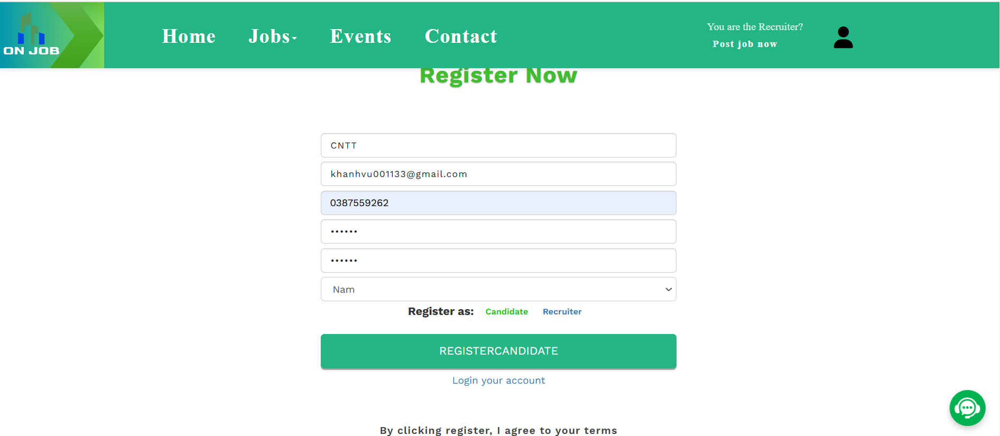 ON JOB
Home Jobs Events Contact
You are the Recruiter?
Post job now
Register Now
CNTT
khanhvu001133@gmail.com
0387559262
••••••
••••••
Nam
Register as: Candidate Recruiter
REGISTERCANDIDATE
Login your account
By clicking register, I agree to your terms